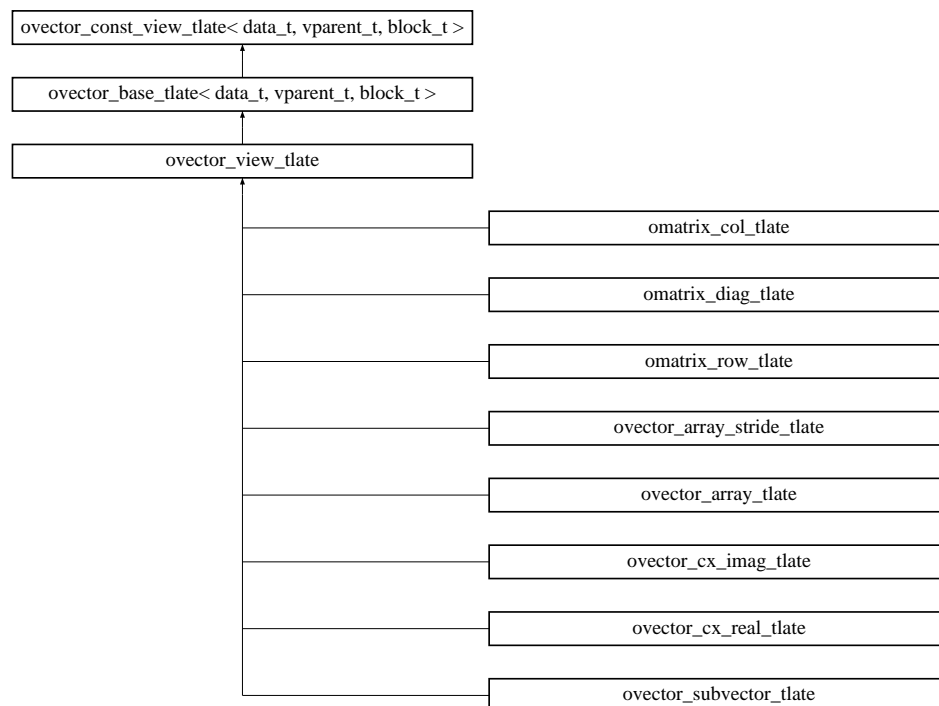 ovector_const_view_tlate< data_t, vparent_t, block_t >
ovector_base_tlate< data_t, vparent_t, block_t >
ovector_view_tlate
omatrix_col_tlate
omatrix_diag_tlate
omatrix_row_tlate
ovector_array_stride_tlate
ovector_array_tlate
ovector_cx_imag_tlate
ovector_cx_real_tlate
ovector_subvector_tlate